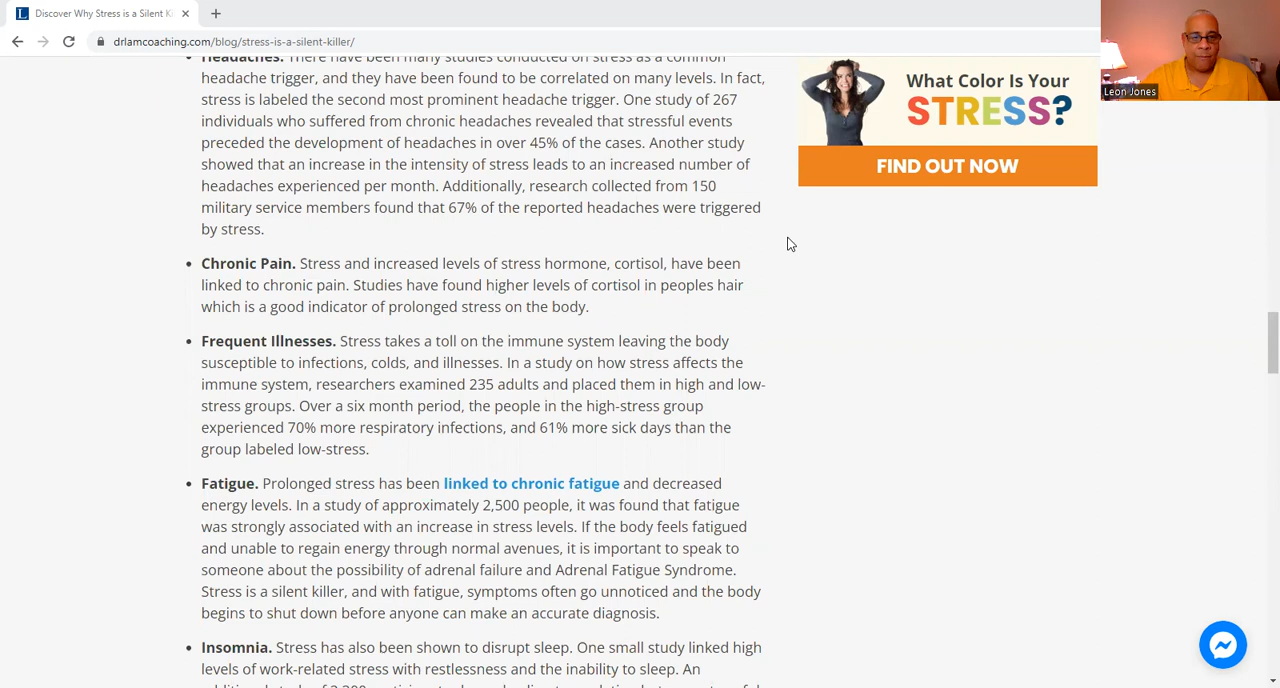 Discover Why Stress is a Silent Ki
drlamcoaching.com/blog/stress-is-a-silent-killer/
Leon Jones
What Color Is Your
STRESS?
FIND OUT NOW
• Headaches. There have been many studies conducted on stress as a common
headache trigger, and they have been found to be correlated on many levels. In fact,
stress is labeled the second most prominent headache trigger. One study of 267
individuals who suffered from chronic headaches revealed that stressful events
preceded the development of headaches in over 45% of the cases. Another study
showed that an increase in the intensity of stress leads to an increased number of
headaches experienced per month. Additionally, research collected from 150
military service members found that 67% of the reported headaches were triggered
by stress.
• Chronic Pain. Stress and increased levels of stress hormone, cortisol, have been
linked to chronic pain. Studies have found higher levels of cortisol in peoples hair
which is a good indicator of prolonged stress on the body.
• Frequent Illnesses. Stress takes a toll on the immune system leaving the body
susceptible to infections, colds, and illnesses. In a study on how stress affects the
immune system, researchers examined 235 adults and placed them in high and low-
stress groups. Over a six month period, the people in the high-stress group
experienced 70% more respiratory infections, and 61% more sick days than the
group labeled low-stress.
• Fatigue. Prolonged stress has been linked to chronic fatigue and decreased
energy levels. In a study of approximately 2,500 people, it was found that fatigue
was strongly associated with an increase in stress levels. If the body feels fatigued
and unable to regain energy through normal avenues, it is important to speak to
someone about the possibility of adrenal failure and Adrenal Fatigue Syndrome.
Stress is a silent killer, and with fatigue, symptoms often go unnoticed and the body
begins to shut down before anyone can make an accurate diagnosis.
• Insomnia. Stress has also been shown to disrupt sleep. One small study linked high
levels of work-related stress with restlessness and the inability to sleep. An